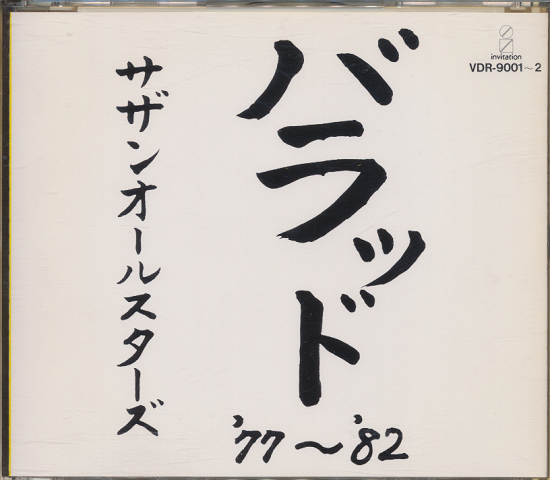 invitation
VDR-9001~2
バラッド
'77~'82
サザンオールスターズ